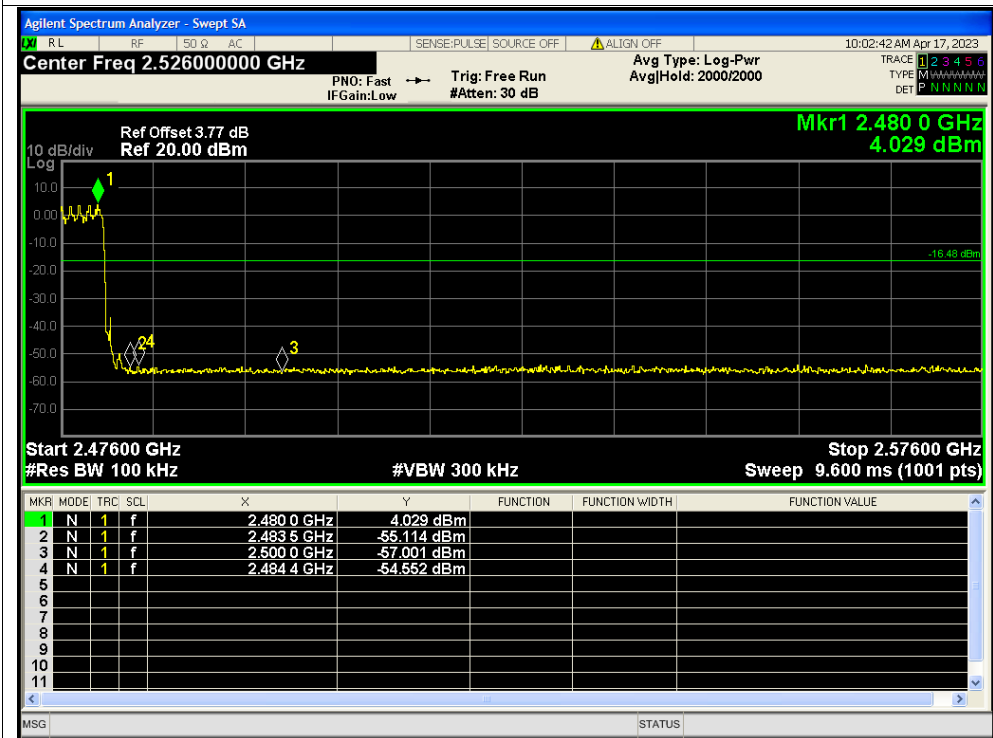 Agilent Spectrum Analyzer - Swept SA
LXI RL RF 50 Ω AC SENSE:PULSE SOURCE OFF ALIGN OFF 10:02:42 AM Apr 17, 2023
Center Freq 2.526000000 GHz Avg Type: Log-Pwr TRACE 1 2 3 4 5 6
PNO: Fast Trig: Free Run Avg|Hold: 2000/2000 TYPE M
IFGain:Low #Atten: 30 dB DET P N N N N N
Mkr1 2.480 0 GHz
Ref Offset 3.77 dB
10 dB/div Ref 20.00 dBm 4.029 dBm
Log
1
10.0
0.00
-10.0
-16.48 dBm
-20.0
-30.0
-40.0
24
3
-50.0
-60.0
-70.0
Start 2.47600 GHz Stop 2.57600 GHz
#Res BW 100 kHz #VBW 300 kHz Sweep 9.600 ms (1001 pts)
MKR MODE TRC SCL X Y FUNCTION FUNCTION WIDTH FUNCTION VALUE
1 N 1 f 2.480 0 GHz 4.029 dBm
2 N 1 f 2.483 5 GHz -55.114 dBm
3 N 1 f 2.500 0 GHz -57.001 dBm
4 N 1 f 2.484 4 GHz -54.552 dBm
5
6
7
8
9
10
11
MSG STATUS